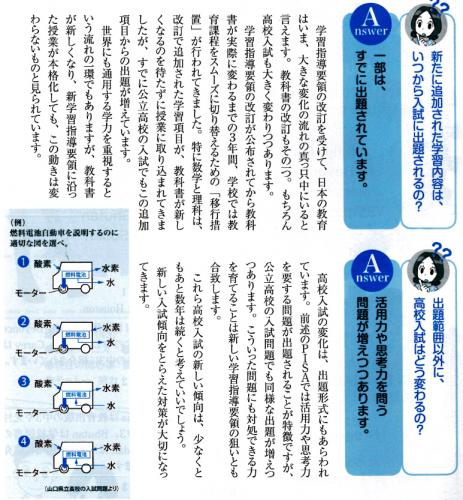 ??
新たに追加された学習内容は、
いつから入試に出題されるの?
Answer
一部は、
すでに出題されています。
学習指導要領の改訂を受けて、日本の教育
はいま、大きな変化の流れの真っ只中にいると
言えます。教科書の改訂もその一つ。もちろん
高校入試も大きく変わりつつあります。
学習指導要領の改訂が公布されてから教科
書が実際に変わるまでの3年間、学校では教
育課程をスムーズに切り替えるための「移行措
置」が行われてきました。特に数学と理科は、
改訂で追加された学習項目が、教科書が新し
くなるのを待たずに授業に取り込まれてきま
したが、すでに公立高校の入試でもこの追加
項目からの出題が増えています。
世界にも通用する学力を重視すると
いう流れの一環でもありますが、教科書
が新しくなり、新学習指導要領に沿っ
た授業が本格化しても、この動きは変
わらないものと見られています。
??
出題範囲以外に、
高校入試はどう変わるの?
Answer
活用力や思考力を問う
問題が増えつつあります。
高校入試の変化は、出題形式にもあらわれ
ています。前述のPISAでは活用力や思考力
を要する問題が出題されることが特徴ですが、
公立高校の入試問題でも同様な出題が増えつ
つあります。こういった問題にも対処できる力
を育てることは新しい学習指導要領の狙いとも
合致します。
これら高校入試の新しい傾向は、少なくと
もあと数年は続くと考えていいでしょう。
新しい入試傾向をとらえた対策が大切になっ
てきます。
(例)
燃料電池自動車を説明するのに
適切な図を選べ。
1 酸素 水素
燃料電池
水
モーター
2 酸素 水素
燃料電池
水
モーター
3 酸素 水素
燃料電池
水
モーター
4 酸素 水素
燃料電池
水
モーター
(山口県立高校の入試問題より)